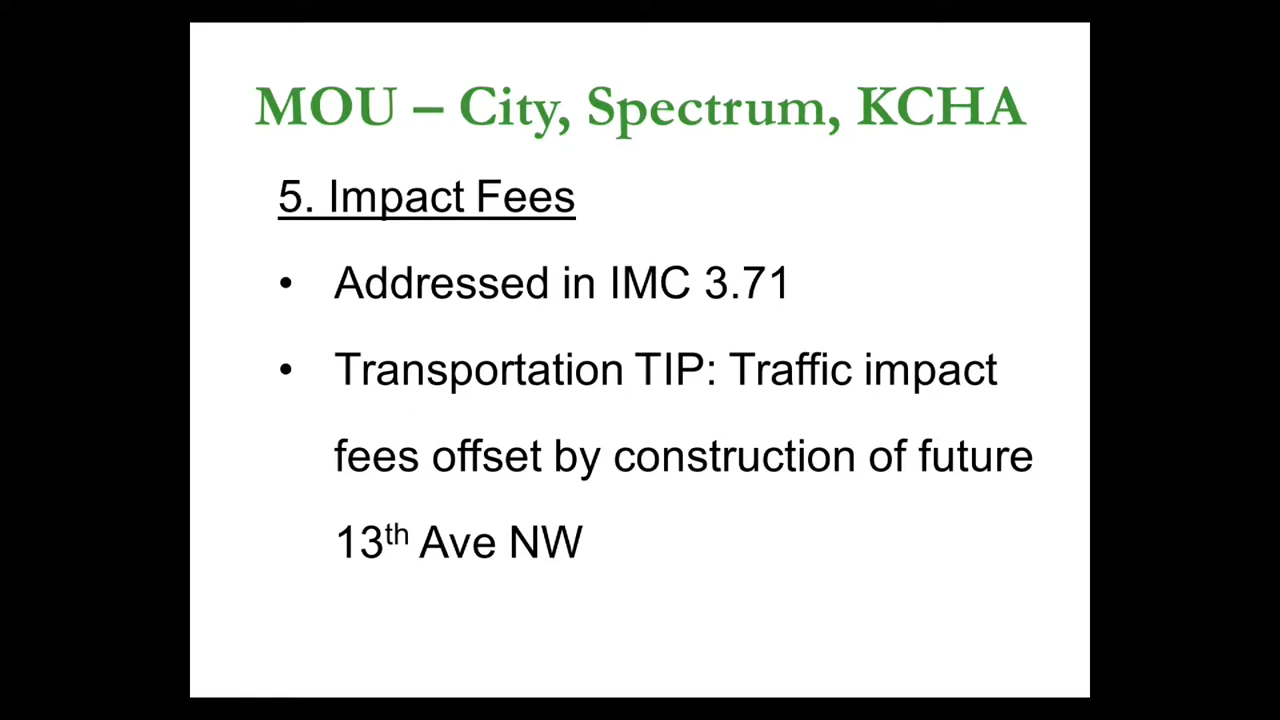 MOU – City, Spectrum, KCHA
5. Impact Fees
• Addressed in IMC 3.71
• Transportation TIP: Traffic impact
fees offset by construction of future
13th Ave NW